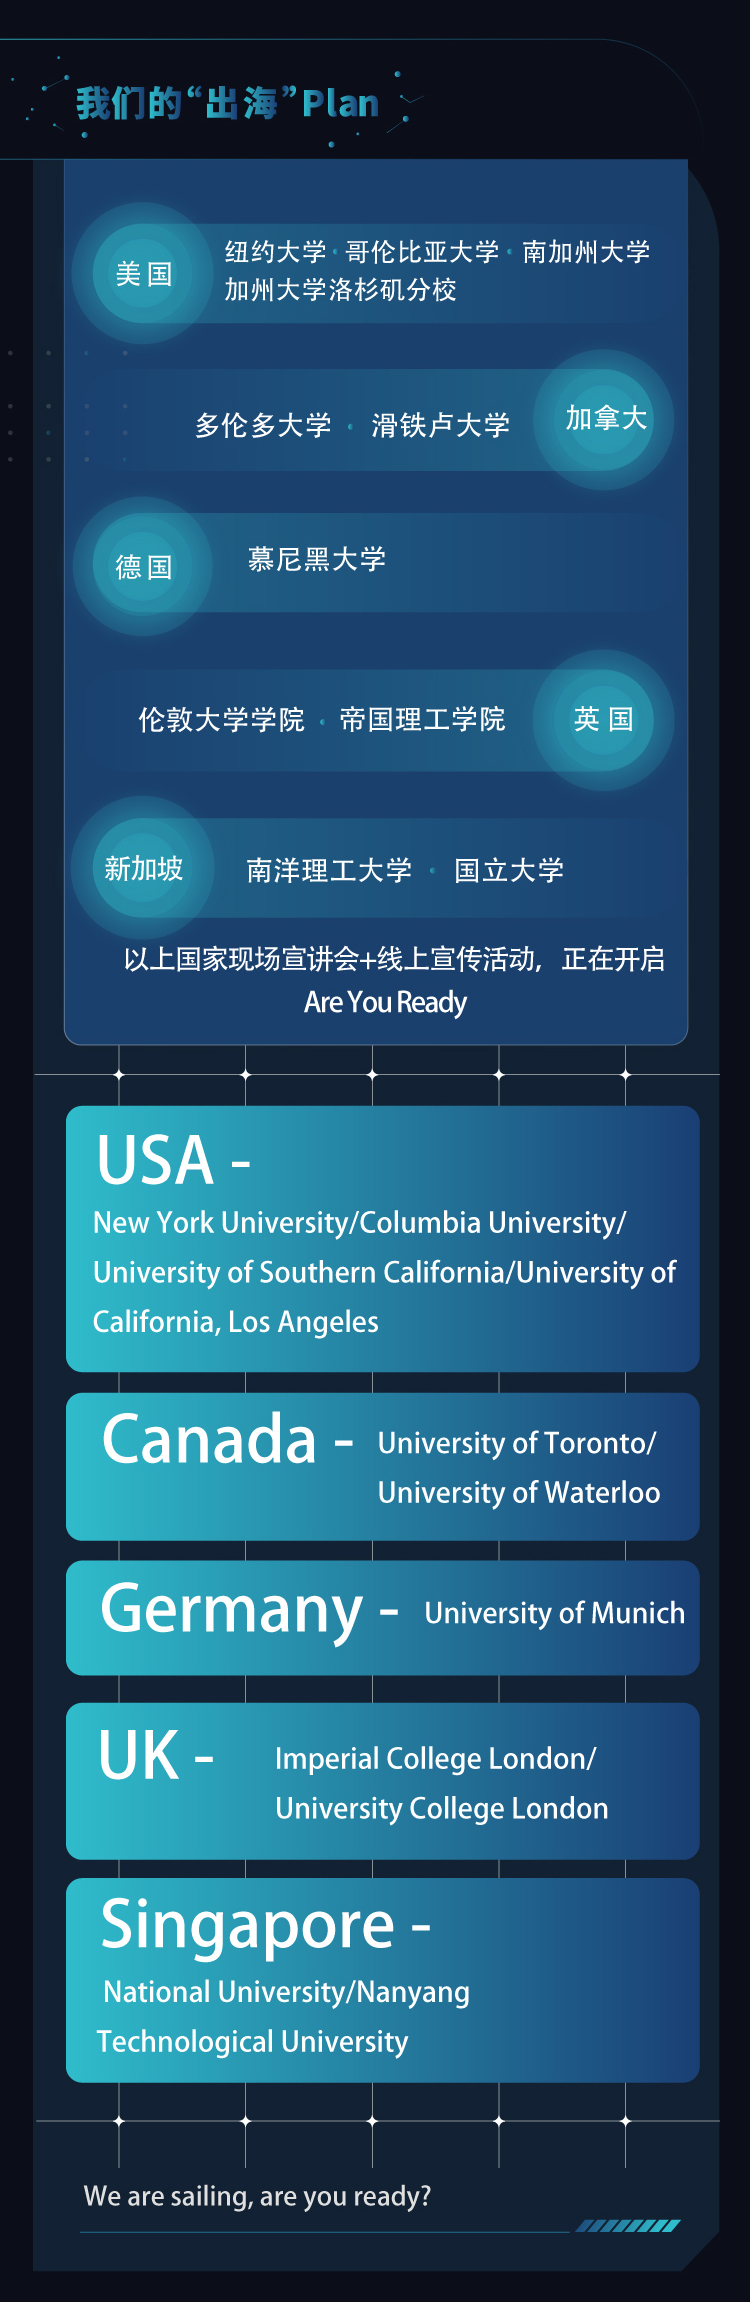 我们的“出海”Plan
美国
纽约大学·哥伦比亚大学·南加州大学
加州大学洛杉矶分校
多伦多大学 · 滑铁卢大学
加拿大
德国
慕尼黑大学
伦敦大学学院 · 帝国理工学院
英国
新加坡
南洋理工大学 · 国立大学
以上国家现场宣讲会+线上宣传活动，正在开启
Are You Ready
USA -
New York University/Columbia University/
University of Southern California/University of
California, Los Angeles
Canada -
University of Toronto/
University of Waterloo
Germany -
University of Munich
UK -
Imperial College London/
University College London
Singapore -
National University/Nanyang
Technological University
We are sailing, are you ready?